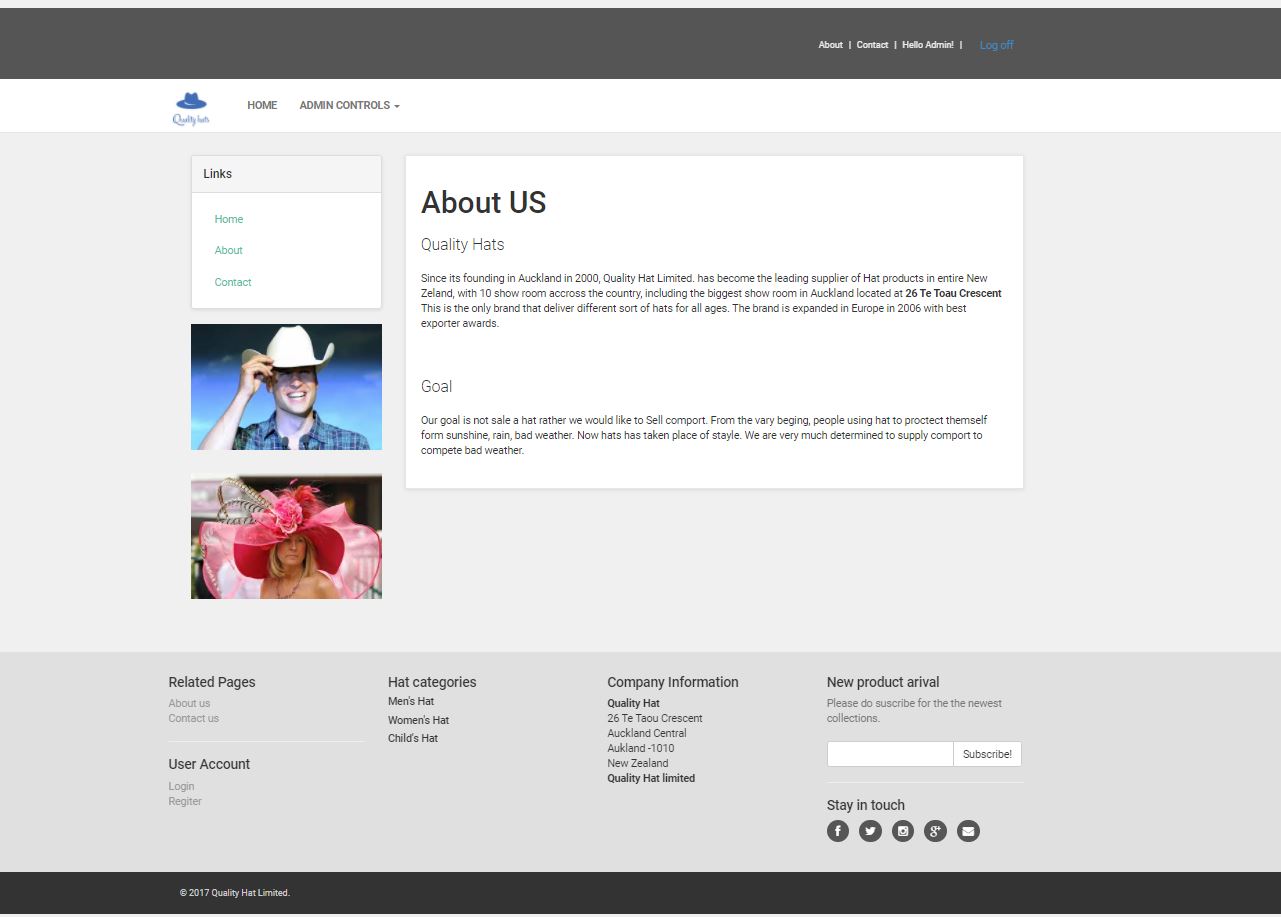 About | Contact | Hello Admin! | Log off
Quality hats
HOME ADMIN CONTROLS
Links
Home
About
Contact
About US
Quality Hats
Since its founding in Auckland in 2000, Quality Hat Limited. has become the leading supplier of Hat products in entire New
Zeland, with 10 show room accross the country, including the biggest show room in Auckland located at 26 Te Toau Crescent
This is the only brand that deliver different sort of hats for all ages. The brand is expanded in Europe in 2006 with best
exporter awards.
Goal
Our goal is not sale a hat rather we would like to Sell comport. From the vary beging, people using hat to proctect themself
form sunshine, rain, bad weather. Now hats has taken place of stayle. We are very much determined to supply comport to
compete bad weather.
Related Pages
About us
Contact us
User Account
Login
Regiter
Hat categories
Men's Hat
Women's Hat
Child's Hat
Company Information
Quality Hat
26 Te Taou Crescent
Auckland Central
Aukland -1010
New Zealand
Quality Hat limited
New product arival
Please do suscribe for the the newest
collections.
Subscribe!
Stay in touch
© 2017 Quality Hat Limited.